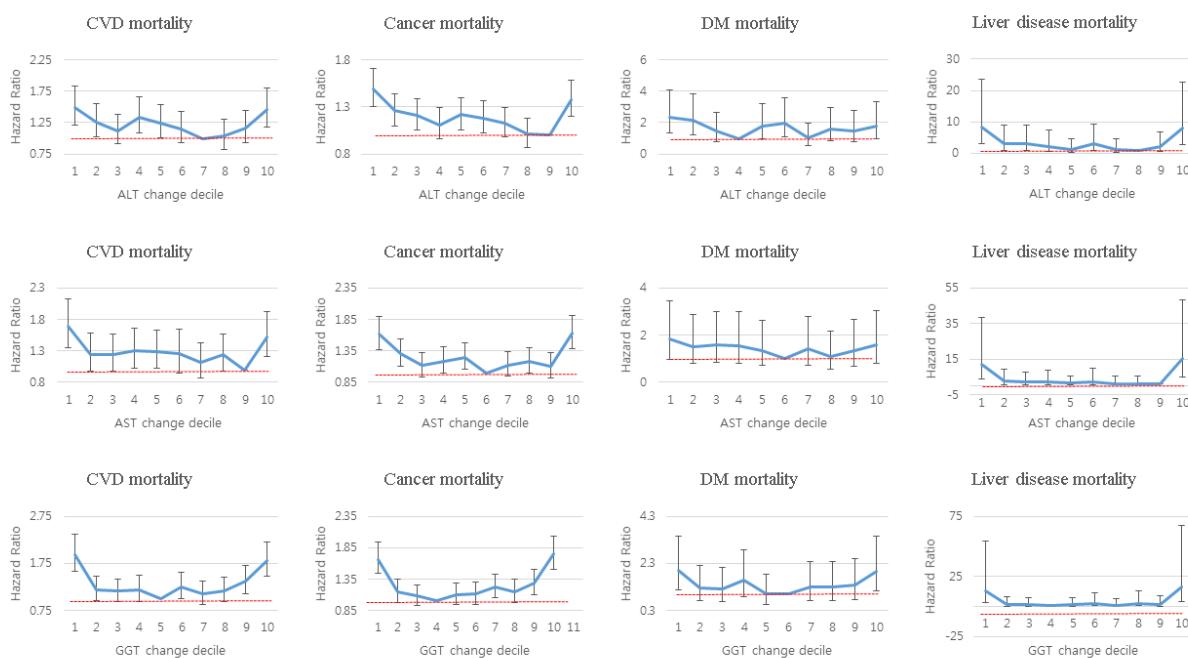 CVD mortality
Cancer mortality
DM mortality
Liver disease mortality
Hazard Ratio
2.25
1.75
1.25
0.75
1 2 3 4 5 6 7 8 9 10
ALT change decile
Hazard Ratio
1.8
1.3
0.8
1 2 3 4 5 6 7 8 9 10
ALT change decile
Hazard Ratio
6
4
2
0
1 2 3 4 5 6 7 8 9 10
ALT change decile
Hazard Ratio
30
20
10
0
1 2 3 4 5 6 7 8 9 10
ALT change decile
CVD mortality
Cancer mortality
DM mortality
Liver disease mortality
Hazard Ratio
2.3
1.8
1.3
0.8
1 2 3 4 5 6 7 8 9 10
AST change decile
Hazard Ratio
2.35
1.85
1.35
0.85
1 2 3 4 5 6 7 8 9 10
AST change decile
Hazard Ratio
4
2
0
1 2 3 4 5 6 7 8 9 10
AST change decile
Hazard Ratio
55
35
15
-5
1 2 3 4 5 6 7 8 9 10
AST change decile
CVD mortality
Cancer mortality
DM mortality
Liver disease mortality
Hazard Ratio
2.75
1.75
0.75
1 2 3 4 5 6 7 8 9 10
GGT change decile
Hazard Ratio
2.35
1.85
1.35
0.85
1 2 3 4 5 6 7 8 9 10 11
GGT change decile
Hazard Ratio
4.3
2.3
0.3
1 2 3 4 5 6 7 8 9 10
GGT change decile
Hazard Ratio
75
25
-25
1 2 3 4 5 6 7 8 9 10
GGT change decile